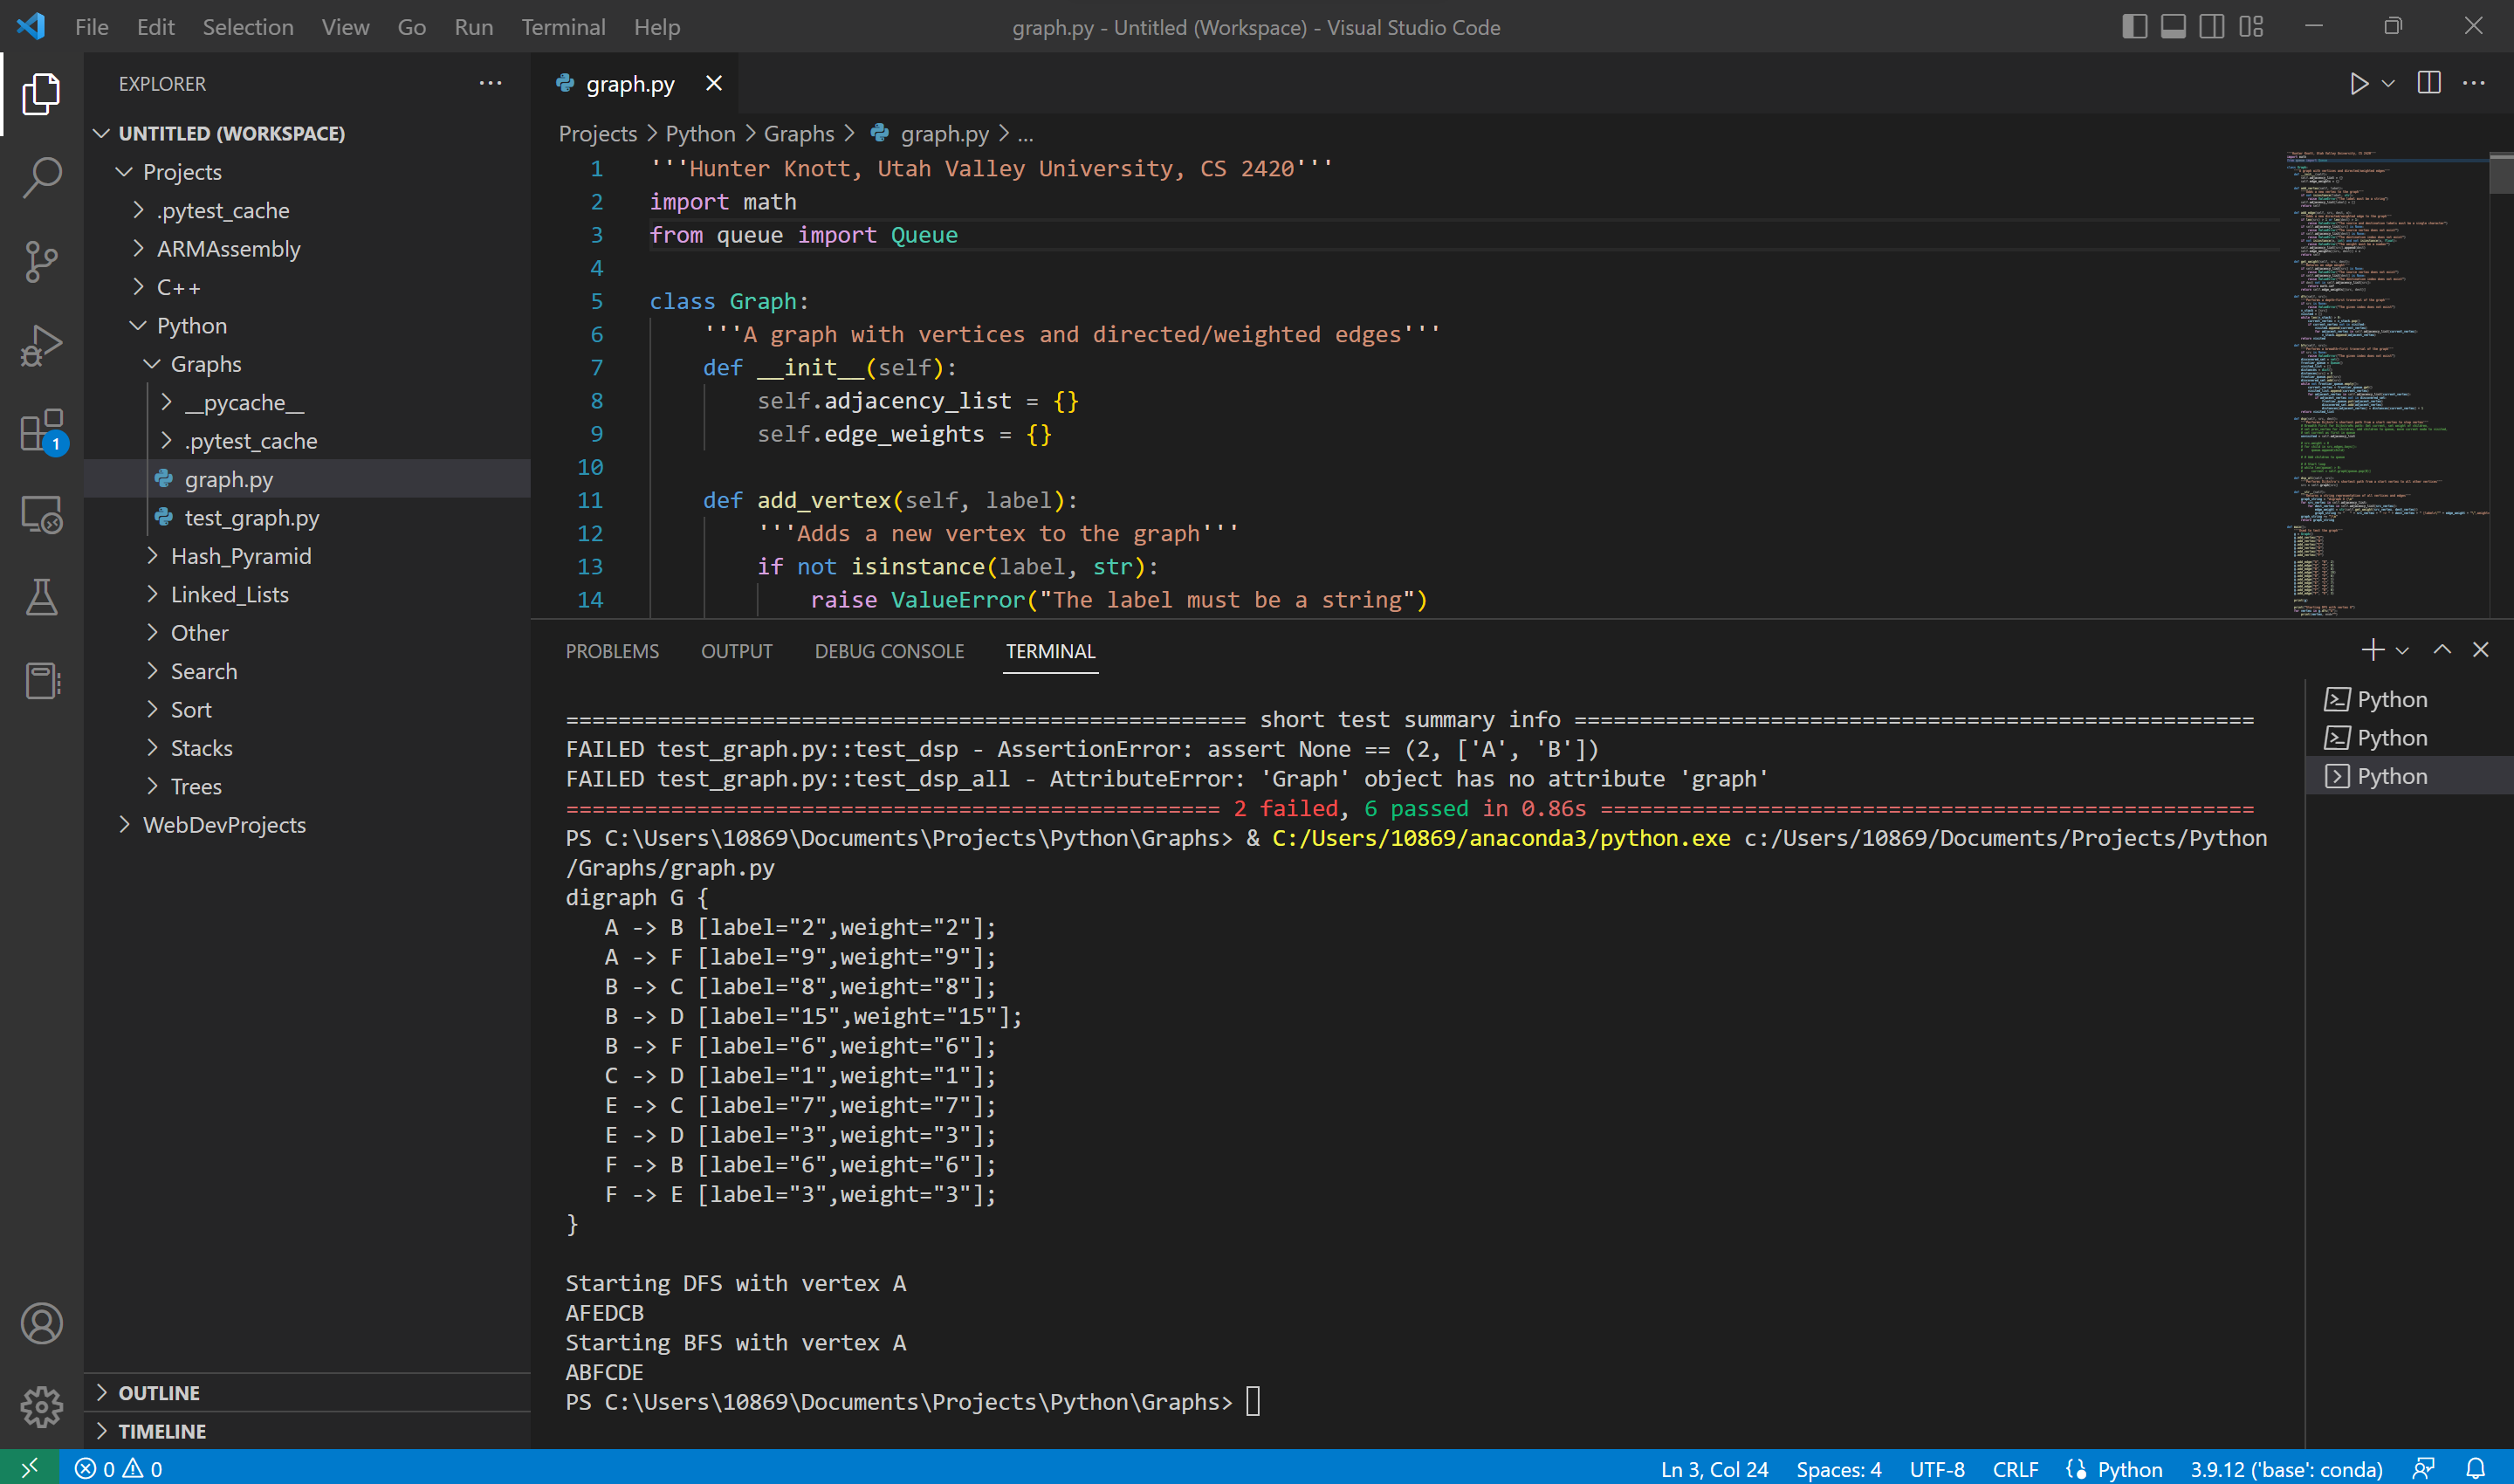 File Edit Selection View Go Run Terminal Help
graph.py - Untitled (Workspace) - Visual Studio Code
EXPLORER
UNTITLED (WORKSPACE)
Projects
.pytest_cache
ARMAssembly
C++
Python
Graphs
__pycache__
.pytest_cache
graph.py
test_graph.py
Hash_Pyramid
Linked_Lists
Other
Search
Sort
Stacks
Trees
WebDevProjects
OUTLINE
TIMELINE
1
graph.py
Projects > Python > Graphs > graph.py > ...
1 '''Hunter Knott, Utah Valley University, CS 2420'''
2 import math
3 from queue import Queue
4
5 class Graph:
6 '''A graph with vertices and directed/weighted edges'''
7 def __init__(self):
8 self.adjacency_list = {}
9 self.edge_weights = {}
10
11 def add_vertex(self, label):
12 '''Adds a new vertex to the graph'''
13 if not isinstance(label, str):
14 raise ValueError("The label must be a string")
PROBLEMS OUTPUT DEBUG CONSOLE TERMINAL
==================================================== short test summary info ====================================================
FAILED test_graph.py::test_dsp - AssertionError: assert None == (2, ['A', 'B'])
FAILED test_graph.py::test_dsp_all - AttributeError: 'Graph' object has no attribute 'graph'
================================================== 2 failed, 6 passed in 0.86s ==================================================
PS C:\Users\10869\Documents\Projects\Python\Graphs> & C:/Users/10869/anaconda3/python.exe c:/Users/10869/Documents/Projects/Python
/Graphs/graph.py
digraph G {
A -> B [label="2",weight="2"];
A -> F [label="9",weight="9"];
B -> C [label="8",weight="8"];
B -> D [label="15",weight="15"];
B -> F [label="6",weight="6"];
C -> D [label="1",weight="1"];
E -> C [label="7",weight="7"];
E -> D [label="3",weight="3"];
F -> B [label="6",weight="6"];
F -> E [label="3",weight="3"];
}
Starting DFS with vertex A
AFEDCB
Starting BFS with vertex A
ABFCDE
PS C:\Users\10869\Documents\Projects\Python\Graphs>
Python
Python
Python
0 0
Ln 3, Col 24 Spaces: 4 UTF-8 CRLF Python 3.9.12 ('base': conda)